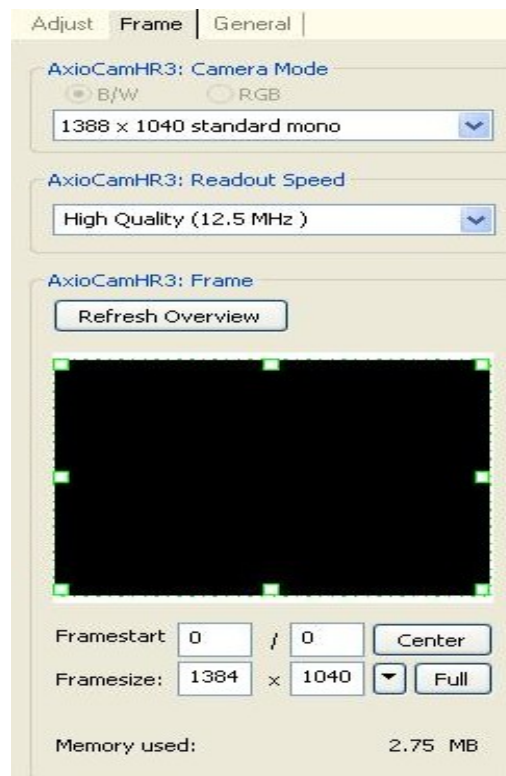 Adjust Frame General
AxioCamHR3: Camera Mode
B/W RGB
1388 x 1040 standard mono
AxioCamHR3: Readout Speed
High Quality (12.5 MHz )
AxioCamHR3: Frame
Refresh Overview
Framestart 0 / 0 Center
Framesize: 1384 x 1040 Full
Memory used: 2.75 MB